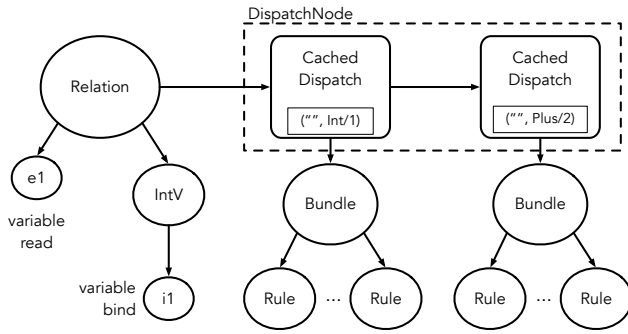 DispatchNode
Relation
Cached
Dispatch
(“”, Int/1)
Cached
Dispatch
(“”, Plus/2)
e1
variable
read
IntV
Bundle
Bundle
variable
bind
i1
Rule ... Rule
Rule ... Rule